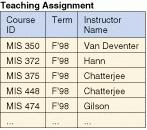 Teaching Assignment
Course ID Term Instructor Name
MIS 350 F'98 Van Deventer
MIS 372 F'98 Hann
MIS 375 F'98 Chatterjee
MIS 448 F'98 Chatterjee
MIS 474 F'98 Gilson
... ... ...